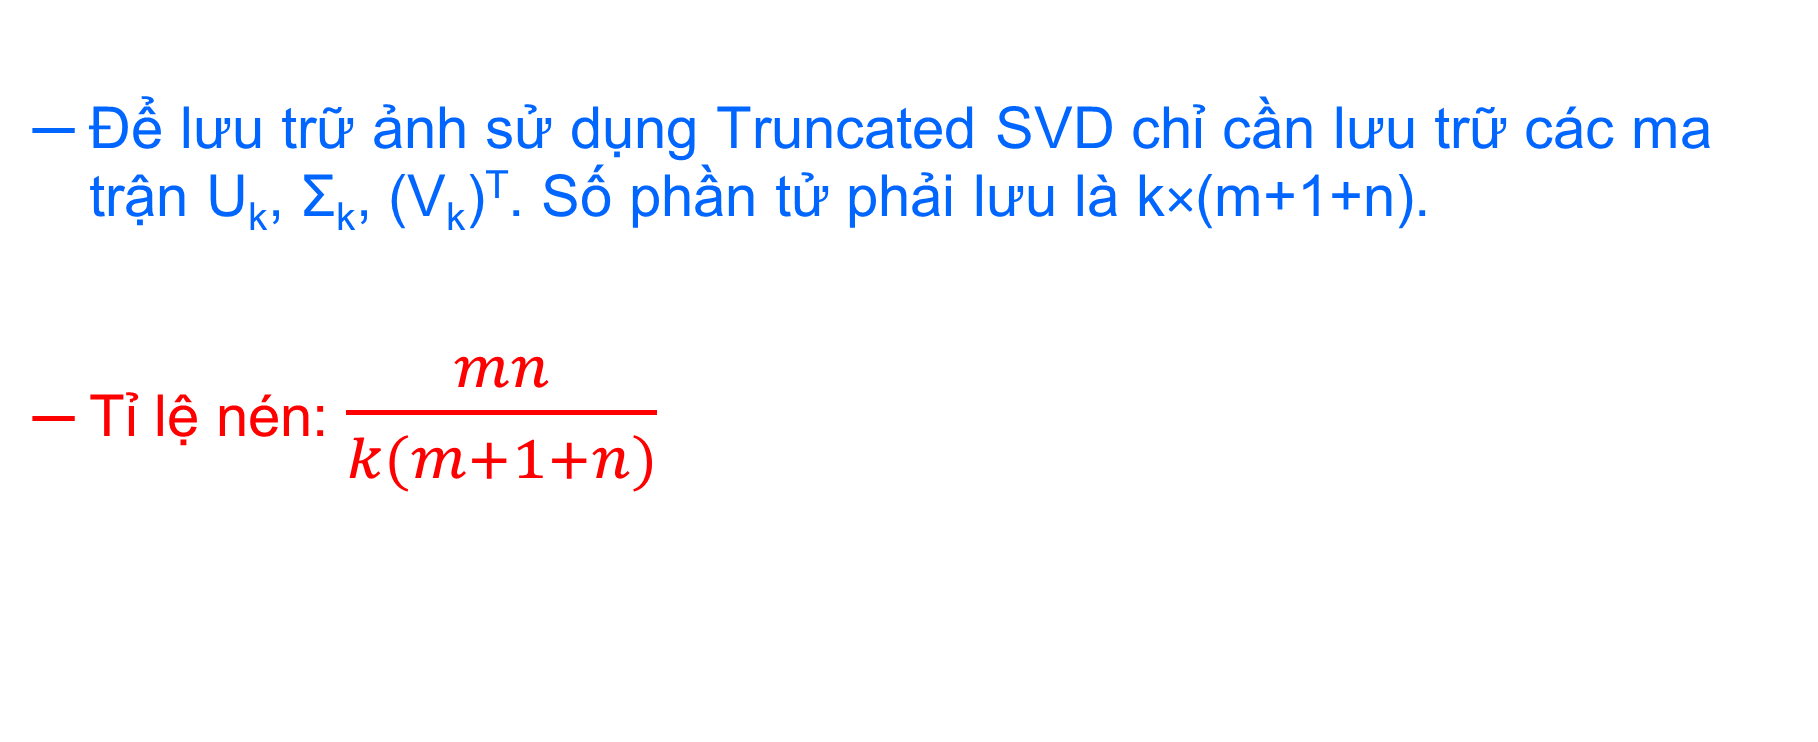 ─ Để lưu trữ ảnh sử dụng Truncated SVD chỉ cần lưu trữ các ma
trận Uₖ, Σₖ, (Vₖ)ᵀ. Số phần tử phải lưu là k×(m+1+n).
─ Tỉ lệ nén: mn / k(m+1+n)